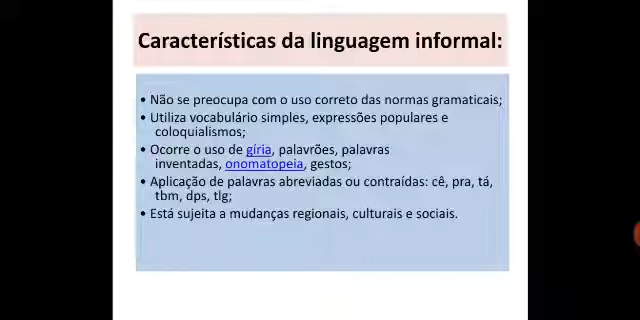 Características da linguagem informal:
• Não se preocupa com o uso correto das normas gramaticais;
• Utiliza vocabulário simples, expressões populares e
coloquialismos;
• Ocorre o uso de gíria, palavrões, palavras
inventadas, onomatopeia, gestos;
• Aplicação de palavras abreviadas ou contraídas: cê, pra, tá,
tbm, dps, tlg;
• Está sujeita a mudanças regionais, culturais e sociais.